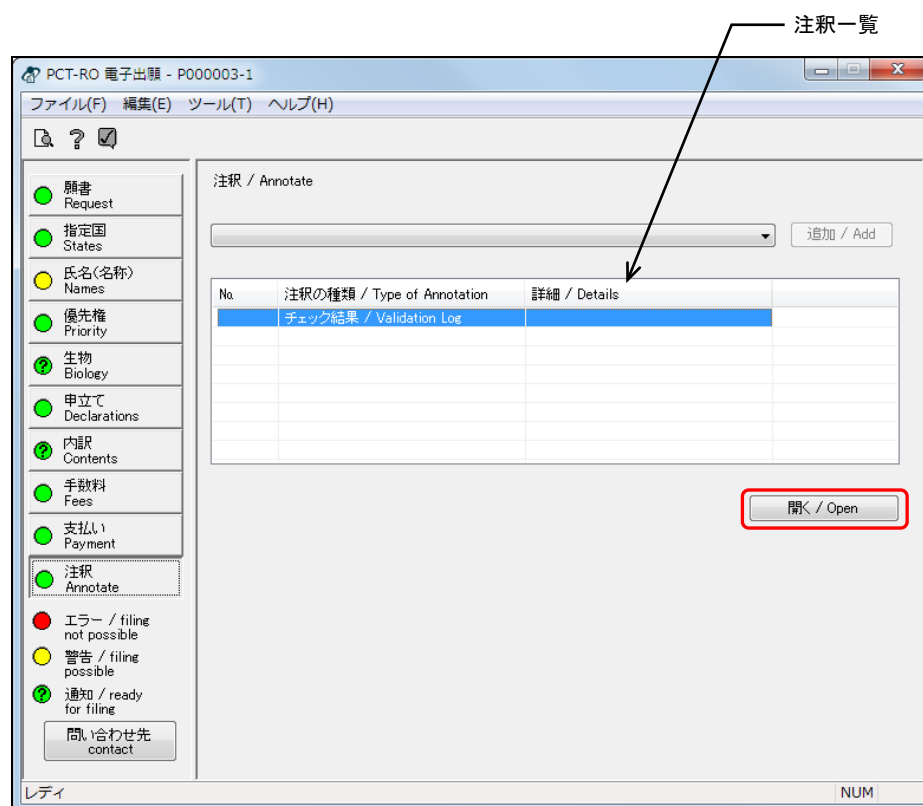 注釈一覧
PCT-RO 電子出願 - P000003-1
ファイル(F) 編集(E) ツール(T) ヘルプ(H)
願書
Request
指定国
States
氏名(名称)
Names
優先権
Priority
生物
Biology
申立て
Declarations
内訳
Contents
手数料
Fees
支払い
Payment
注釈
Annotate
エラー / filing
not possible
警告 / filing
possible
通知 / ready
for filing
問い合わせ先
contact
注釈 / Annotate
追加 / Add
No. 注釈の種類 / Type of Annotation 詳細 / Details
チェック結果 / Validation Log
開く / Open
レディ NUM